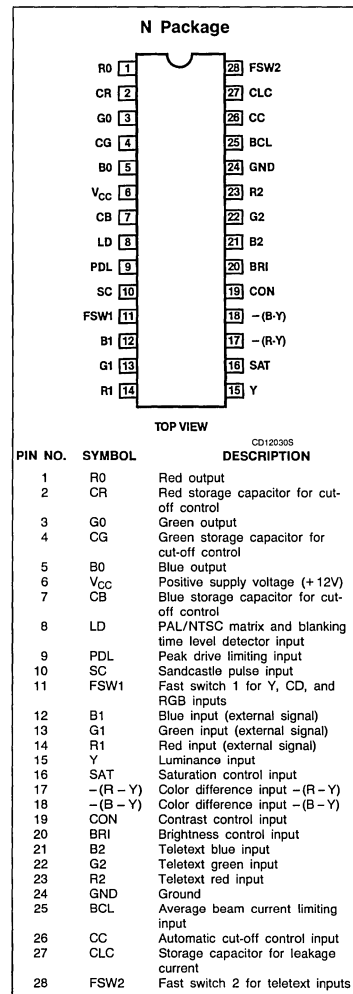 N Package
R0 1
28 FSW2
CR 2
27 CLC
G0 3
26 CC
CG 4
25 BCL
B0 5
24 GND
VCC 6
23 R2
CB 7
22 G2
LD 8
21 B2
PDL 9
20 BRI
SC 10
19 CON
FSW1 11
18 -(B-Y)
B1 12
17 -(R-Y)
G1 13
16 SAT
R1 14
15 Y
TOP VIEW
CD12030S
PIN NO. SYMBOL DESCRIPTION
1 R0 Red output
2 CR Red storage capacitor for cut-
off control
3 G0 Green output
4 CG Green storage capacitor for
cut-off control
5 B0 Blue output
6 VCC Positive supply voltage (+12V)
7 CB Blue storage capacitor for cut-
off control
8 LD PAL/NTSC matrix and blanking
time level detector input
9 PDL Peak drive limiting input
10 SC Sandcastle pulse input
11 FSW1 Fast switch 1 for Y, CD, and
RGB inputs
12 B1 Blue input (external signal)
13 G1 Green input (external signal)
14 R1 Red input (external signal)
15 Y Luminance input
16 SAT Saturation control input
17 -(R – Y) Color difference input -(R – Y)
18 -(B – Y) Color difference input -(B – Y)
19 CON Contrast control input
20 BRI Brightness control input
21 B2 Teletext blue input
22 G2 Teletext green input
23 R2 Teletext red input
24 GND Ground
25 BCL Average beam current limiting
input
26 CC Automatic cut-off control input
27 CLC Storage capacitor for leakage
current
28 FSW2 Fast switch 2 for teletext inputs